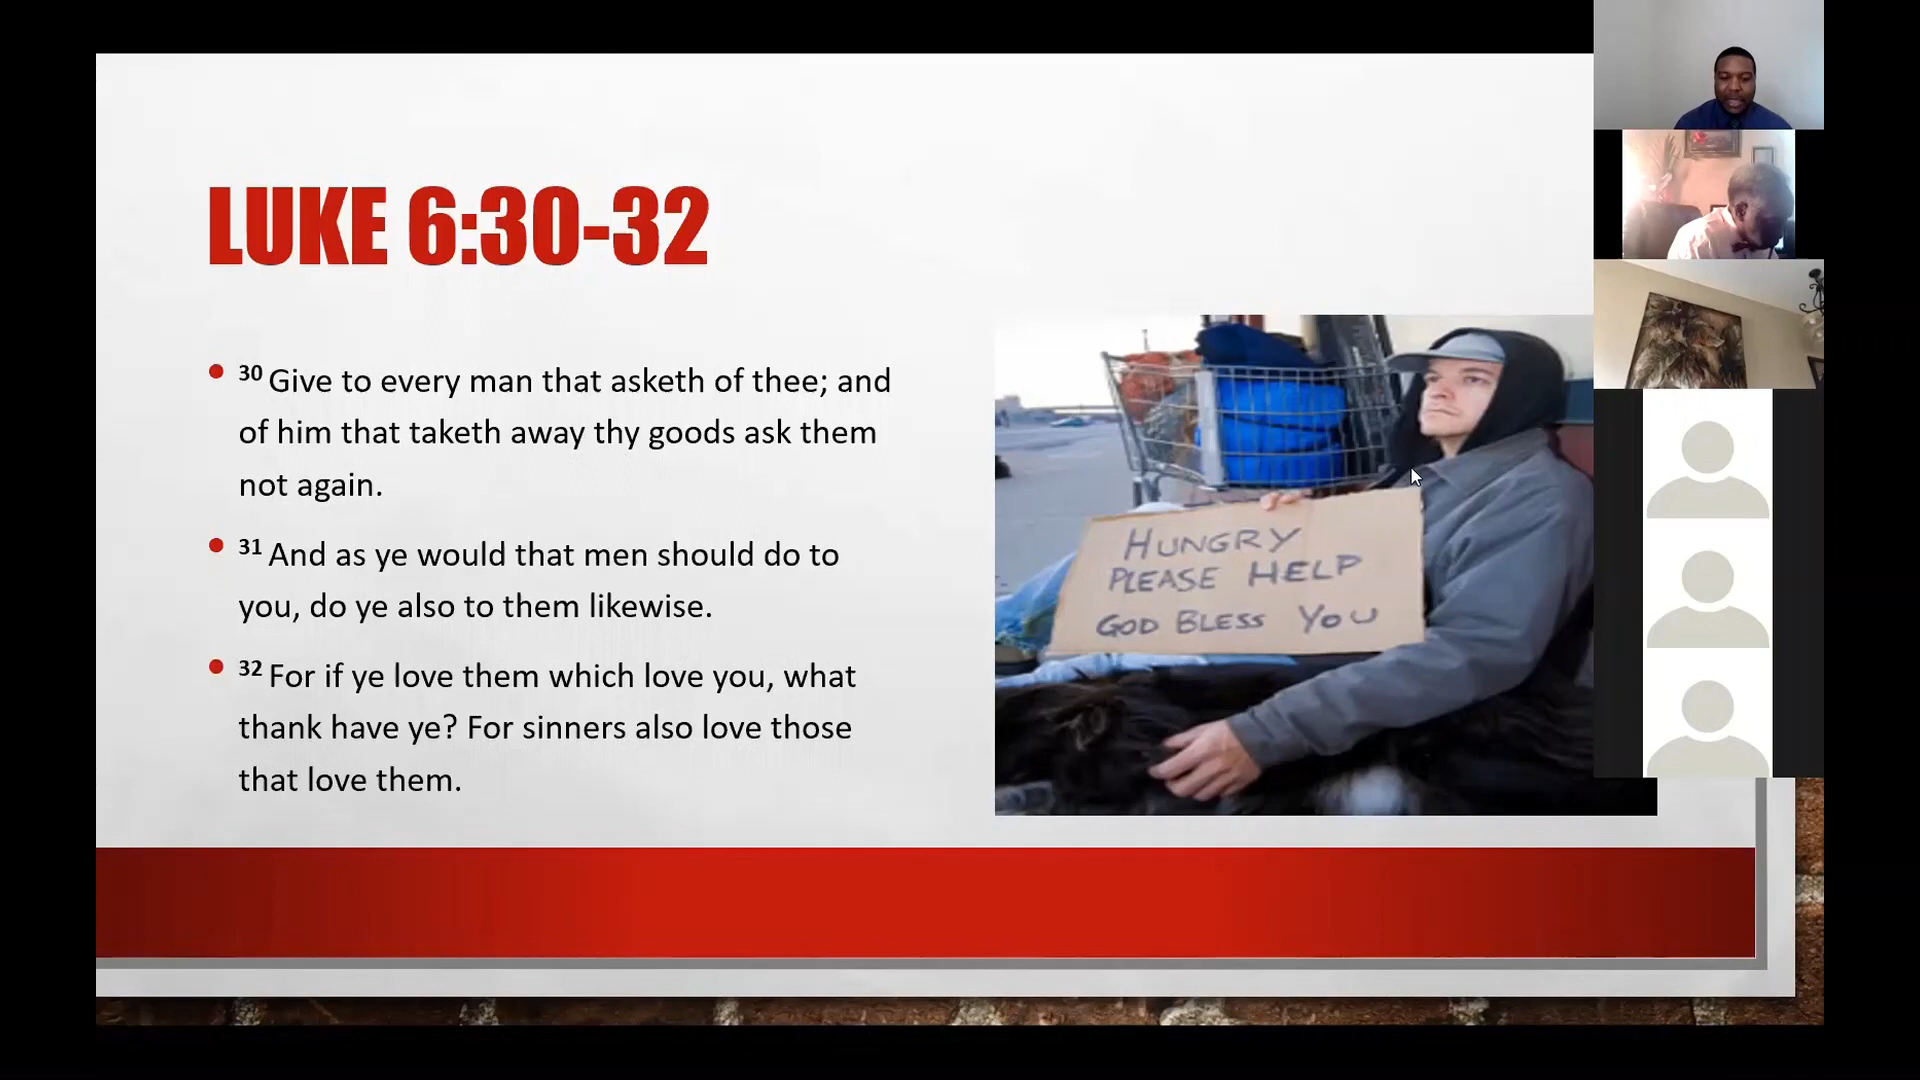 LUKE 6:30-32
30 Give to every man that asketh of thee; and
of him that taketh away thy goods ask them
not again.
31 And as ye would that men should do to
you, do ye also to them likewise.
32 For if ye love them which love you, what
thank have ye? For sinners also love those
that love them.
HUNGRY
PLEASE HELP
GOD BLESS YOU